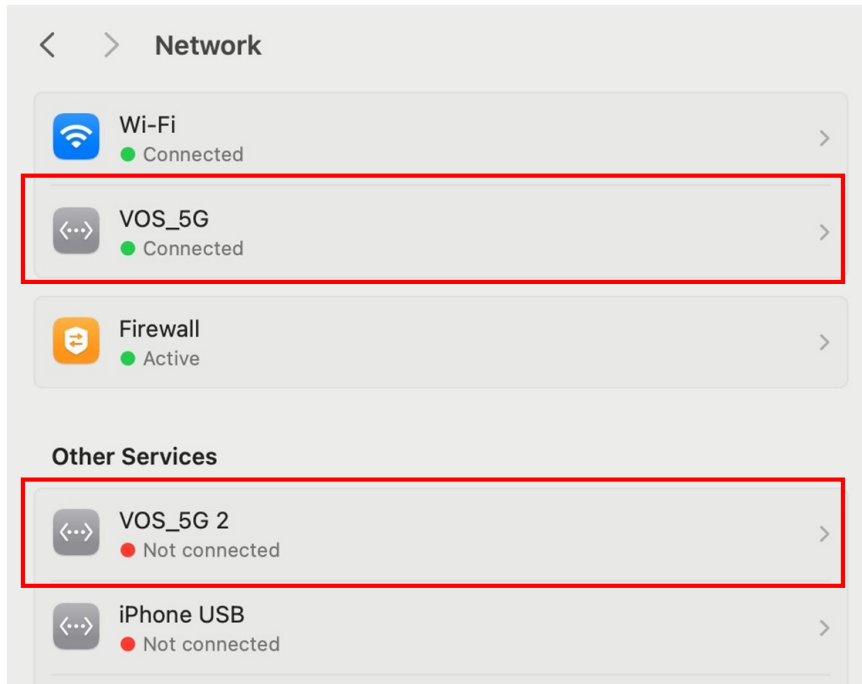 Network
Wi-Fi
Connected
VOS_5G
Connected
Firewall
Active
Other Services
VOS_5G 2
Not connected
iPhone USB
Not connected